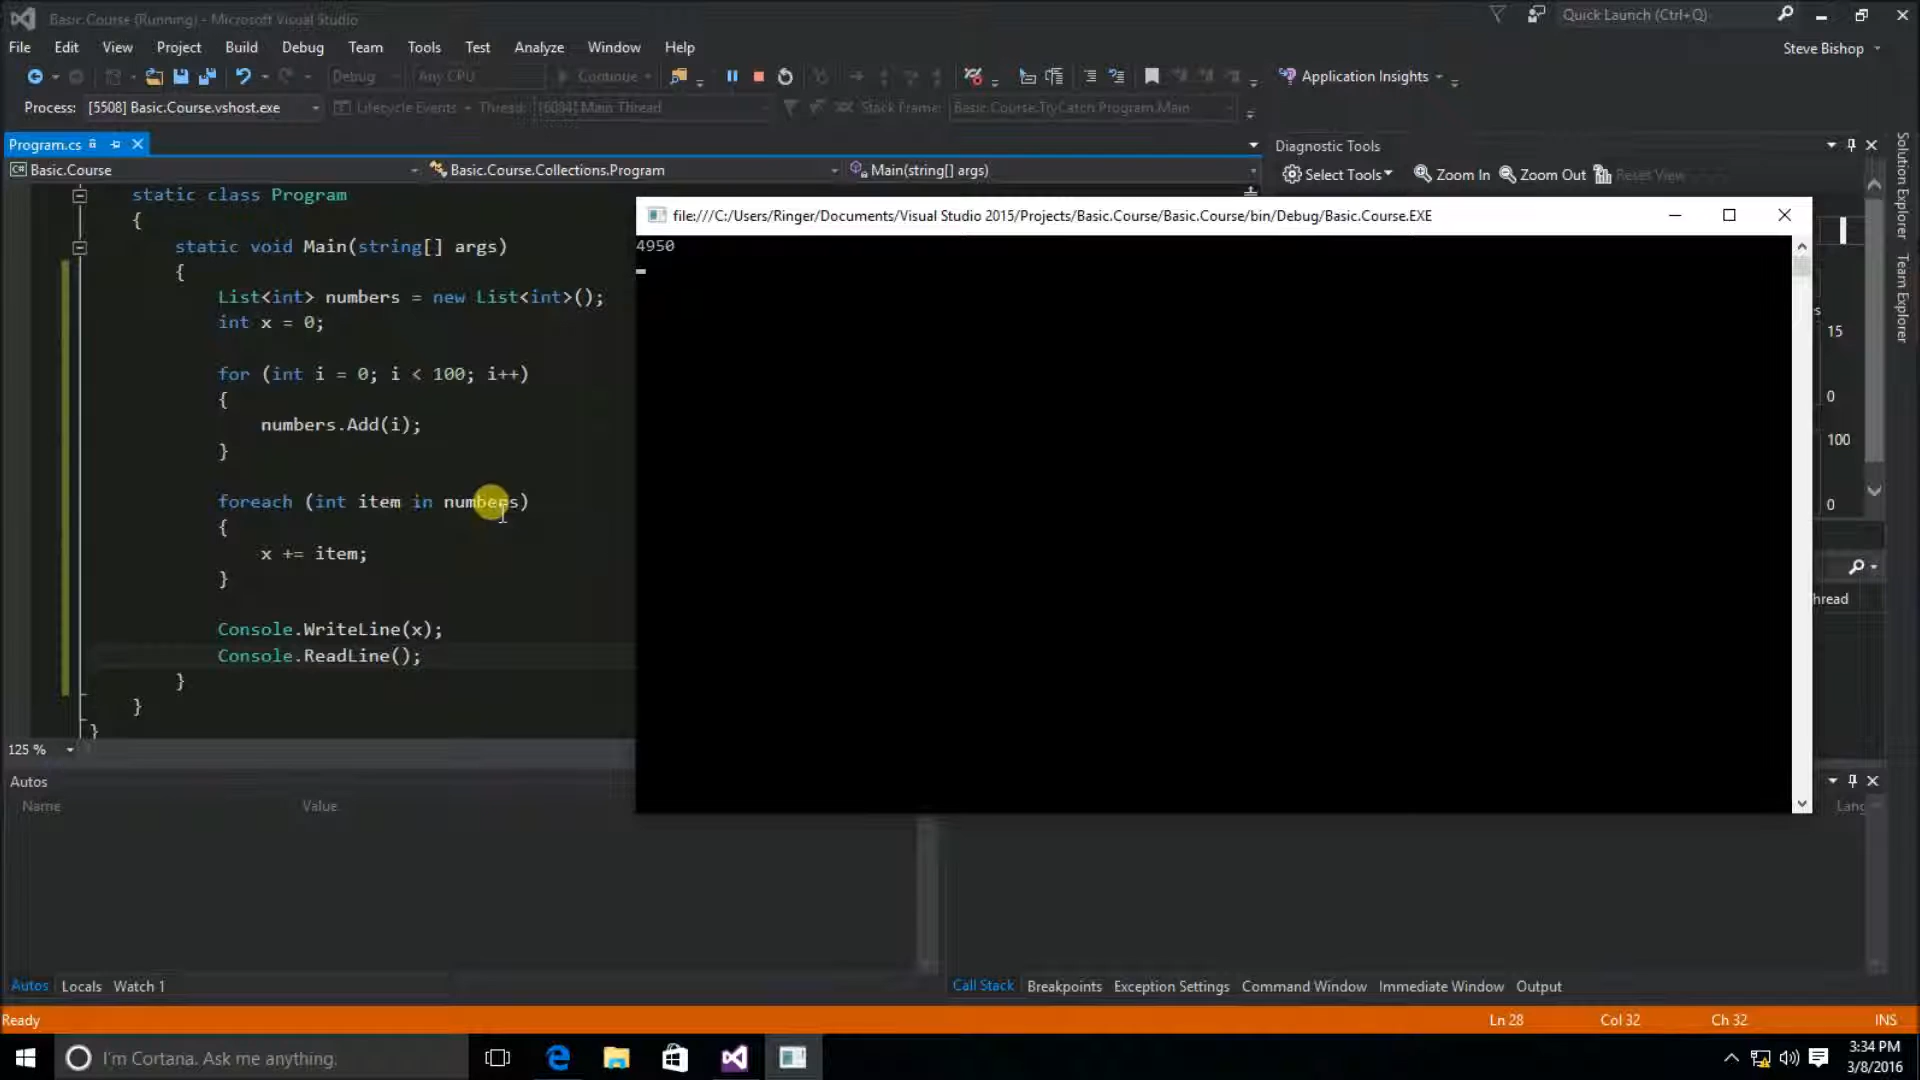 Basic.Course (Running) - Microsoft Visual Studio
Quick Launch (Ctrl+Q)
File Edit View Project Build Debug Team Tools Test Analyze Window Help
Steve Bishop
Debug Any CPU Continue Application Insights
Process: [5508] Basic.Course.vshost.exe Lifecycle Events Thread: [6084] Main Thread Stack Frame: Basic.Course.TryCatch.Program.Main
Program.cs
Diagnostic Tools
C# Basic.Course Basic.Course.Collections.Program Main(string[] args)
Select Tools Zoom In Zoom Out Reset View
Solution Explorer
Team Explorer
static class Program
{
static void Main(string[] args)
{
List<int> numbers = new List<int>();
int x = 0;
for (int i = 0; i < 100; i++)
{
numbers.Add(i);
}
foreach (int item in numbers)
{
x += item;
}
Console.WriteLine(x);
Console.ReadLine();
}
}
}
file:///C:/Users/Ringer/Documents/Visual Studio 2015/Projects/Basic.Course/Basic.Course/bin/Debug/Basic.Course.EXE
4950
s
15
0
100
0
hread
125 %
Autos
Name Value
Lang
Autos Locals Watch 1
Call Stack Breakpoints Exception Settings Command Window Immediate Window Output
Ready
Ln 28 Col 32 Ch 32 INS
I'm Cortana. Ask me anything.
3:34 PM
3/8/2016